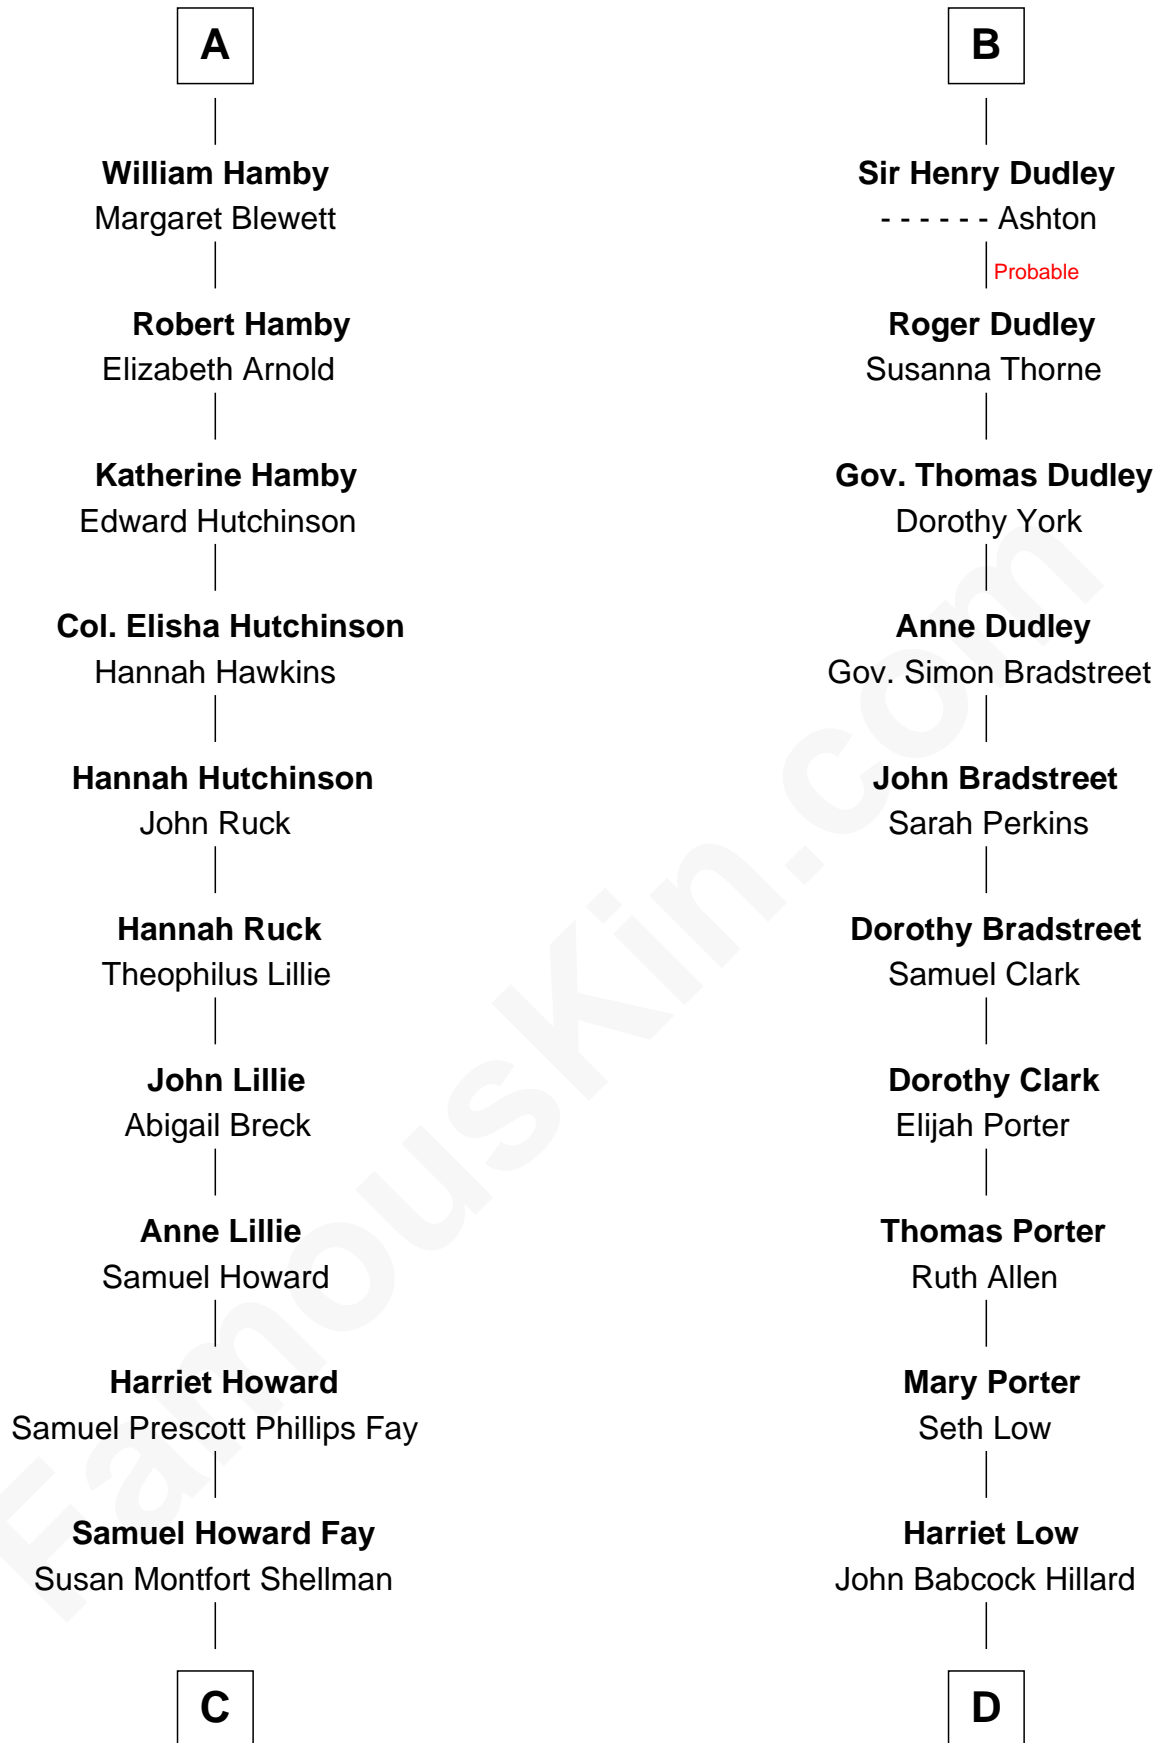 A
William Hamby
Margaret Blewett
Robert Hamby
Elizabeth Arnold
Katherine Hamby
Edward Hutchinson
Col. Elisha Hutchinson
Hannah Hawkins
Hannah Hutchinson
John Ruck
Hannah Ruck
Theophilus Lillie
John Lillie
Abigail Breck
Anne Lillie
Samuel Howard
Harriet Howard
Samuel Prescott Phillips Fay
Samuel Howard Fay
Susan Montfort Shellman
C
B
Sir Henry Dudley
- - - - - - Ashton
Probable
Roger Dudley
Susanna Thorne
Gov. Thomas Dudley
Dorothy York
Anne Dudley
Gov. Simon Bradstreet
John Bradstreet
Sarah Perkins
Dorothy Bradstreet
Samuel Clark
Dorothy Clark
Elijah Porter
Thomas Porter
Ruth Allen
Mary Porter
Seth Low
Harriet Low
John Babcock Hillard
D
FamousKin.com